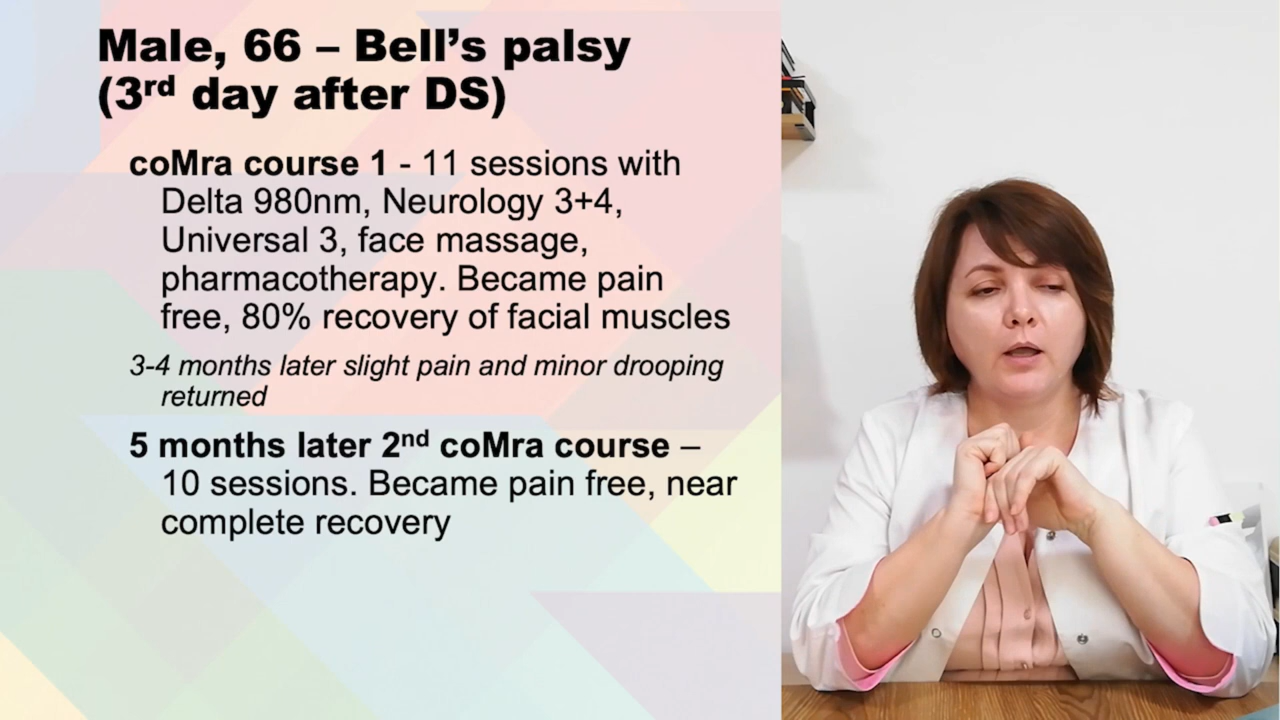 Male, 66 – Bell’s palsy
(3rd day after DS)
coMra course 1 - 11 sessions with
Delta 980nm, Neurology 3+4,
Universal 3, face massage,
pharmacotherapy. Became pain
free, 80% recovery of facial muscles
3-4 months later slight pain and minor drooping
returned
5 months later 2nd coMra course –
10 sessions. Became pain free, near
complete recovery